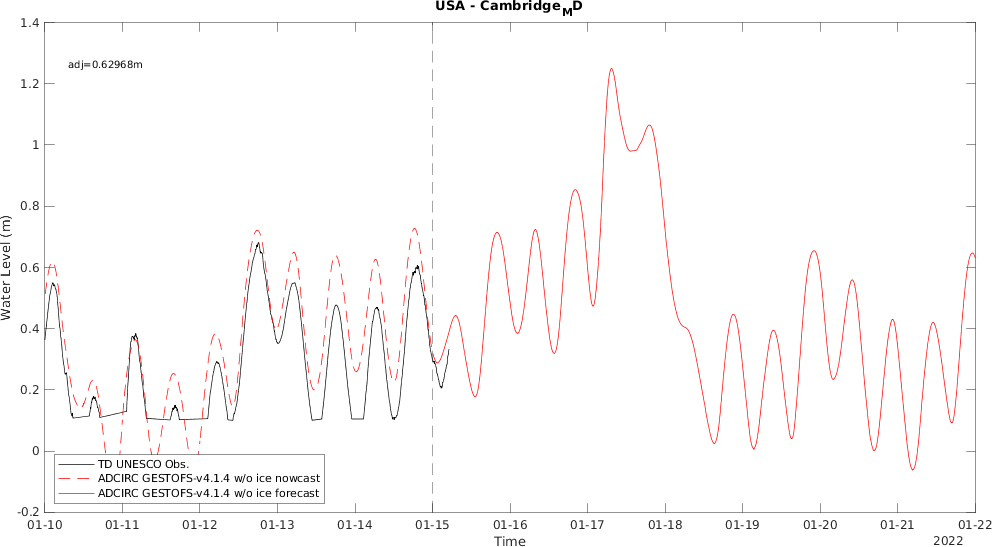 USA - Cambridge_MD
1.4
1.2
1
0.8
0.6
0.4
0.2
0
-0.2
Water Level (m)
adj=0.62968m
TD UNESCO Obs.
ADCIRC GESTOFS-v4.1.4 w/o ice nowcast
ADCIRC GESTOFS-v4.1.4 w/o ice forecast
01-10 01-11 01-12 01-13 01-14 01-15 01-16 01-17 01-18 01-19 01-20 01-21 01-22
Time
2022